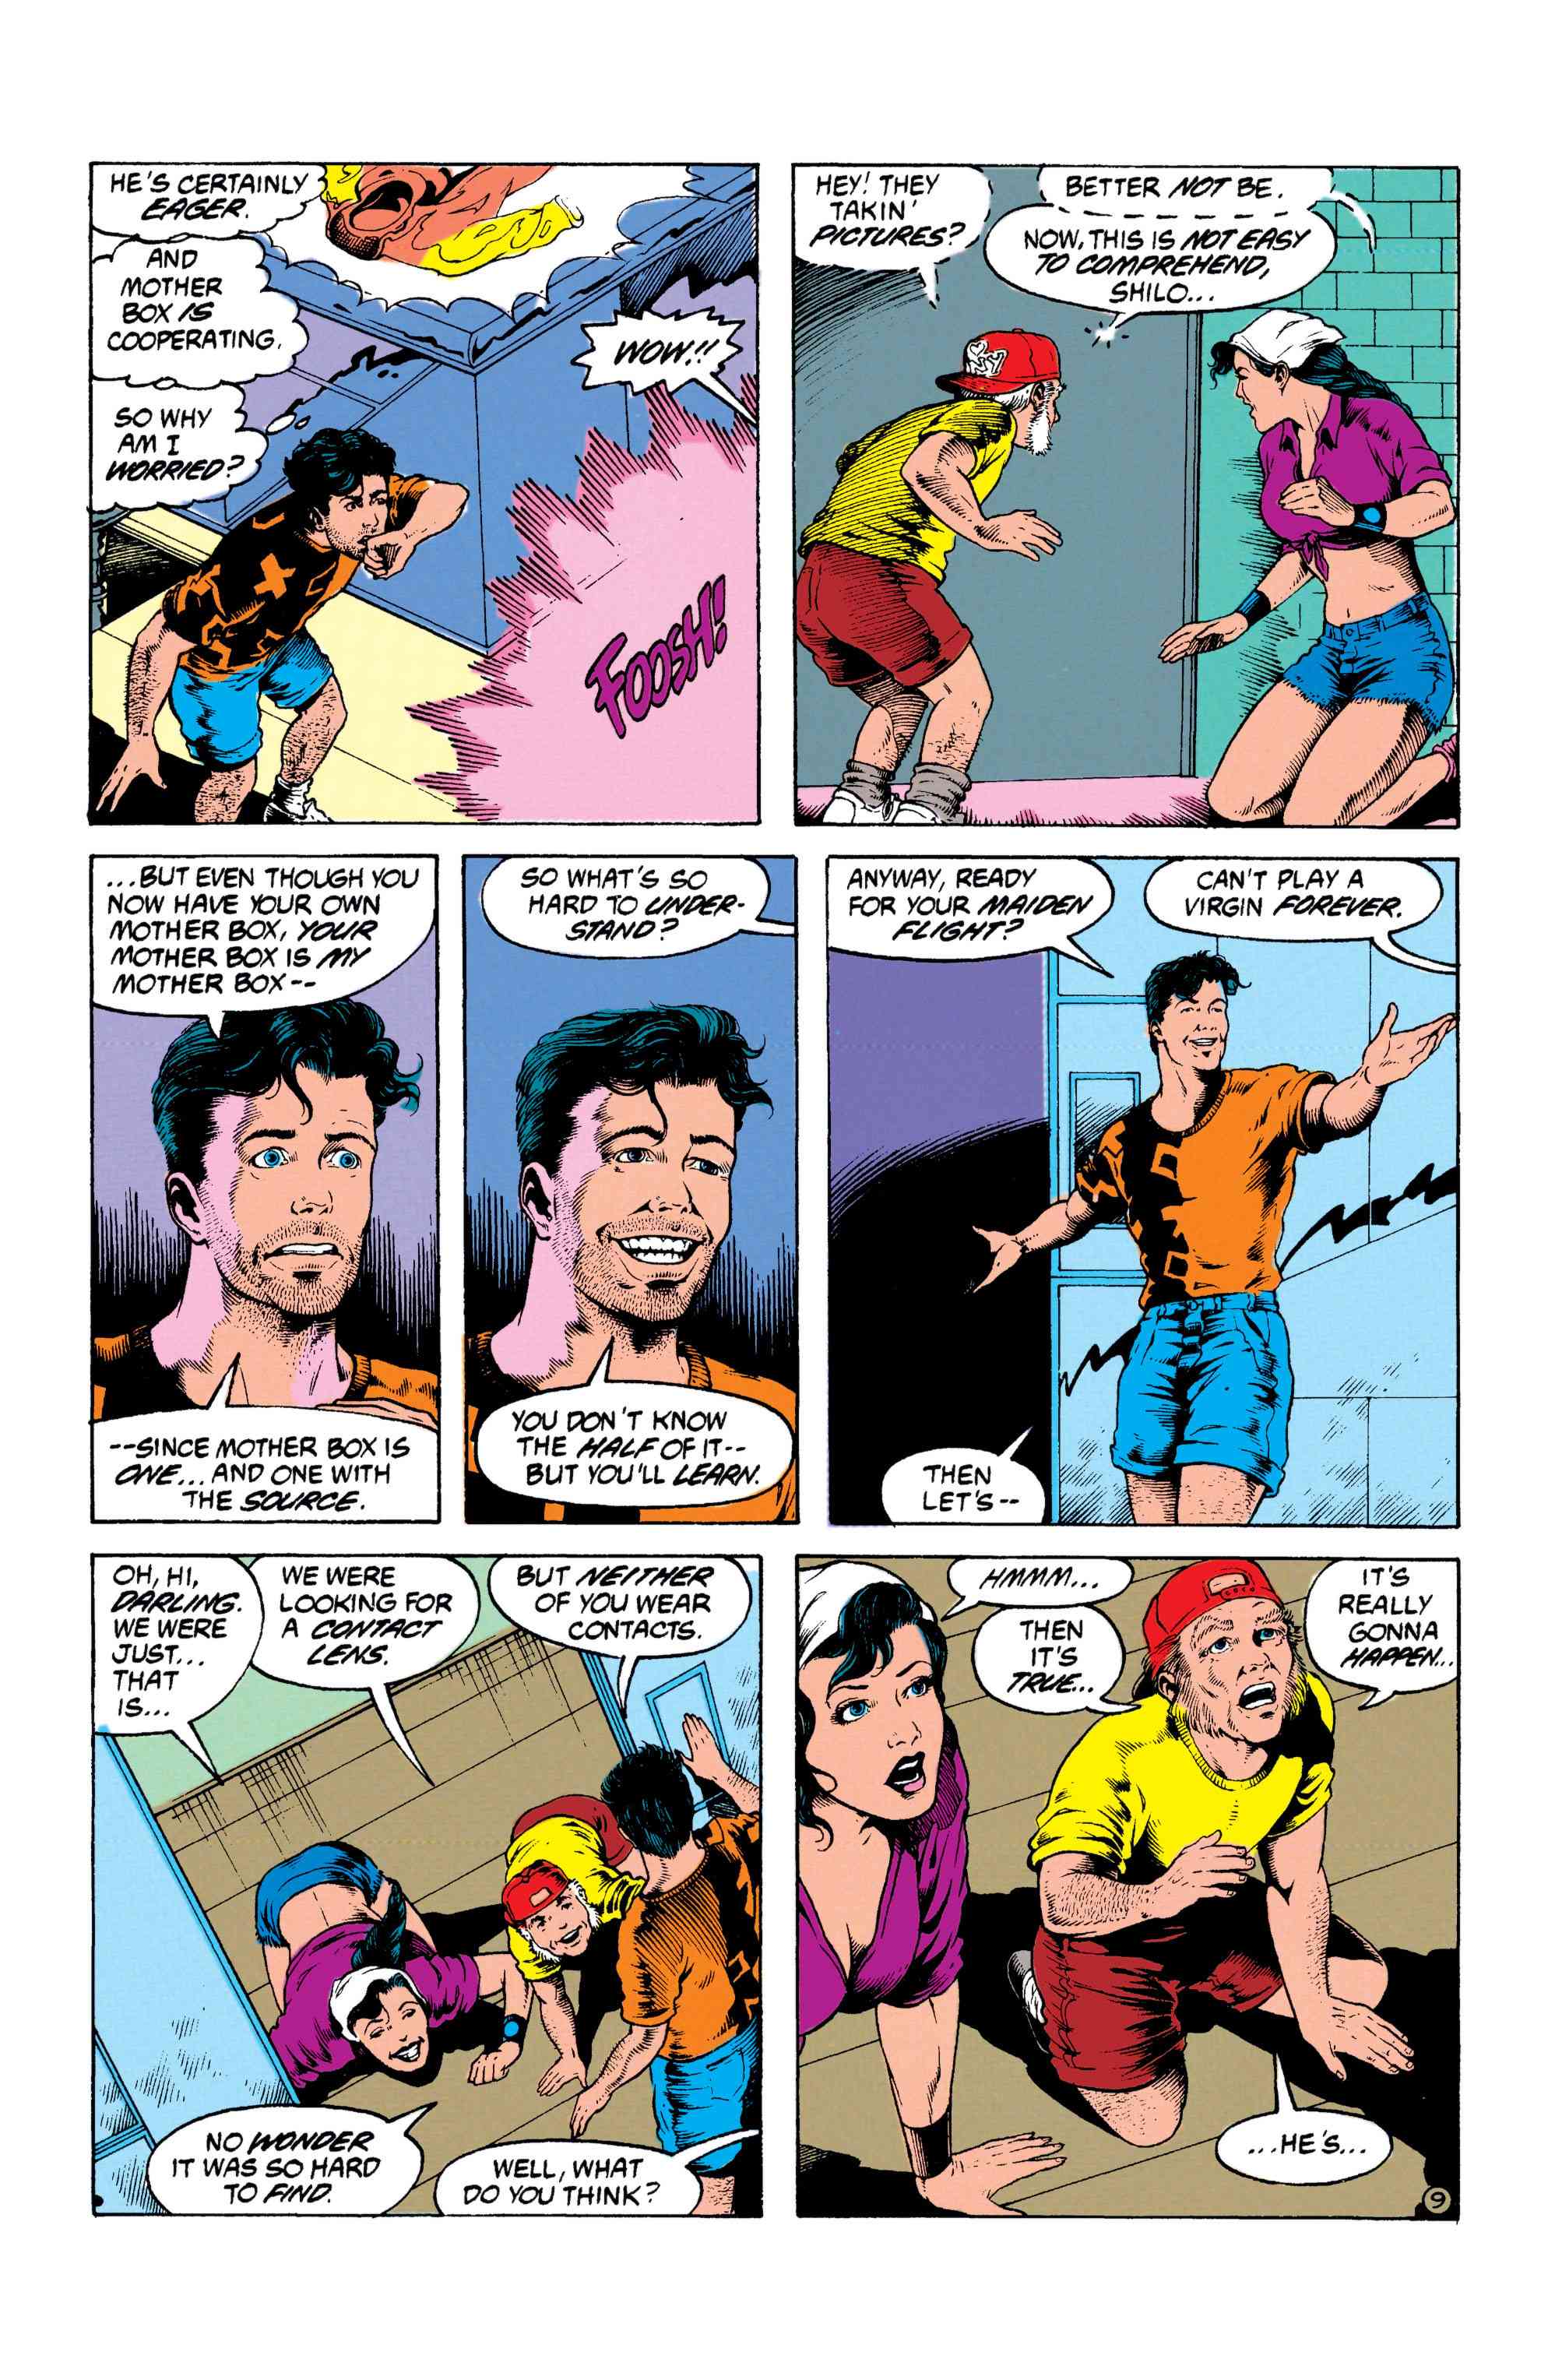 HE'S CERTAINLY
EAGER.
AND
MOTHER
BOX IS
COOPERATING.
SO WHY
AM I
WORRIED?
WOW!!
FOOSH!
HEY! THEY
TAKIN'
PICTURES?
BETTER NOT BE.
NOW, THIS IS NOT EASY
TO COMPREHEND,
SHILO...
NY
...BUT EVEN THOUGH YOU
NOW HAVE YOUR OWN
MOTHER BOX, YOUR
MOTHER BOX IS MY
MOTHER BOX--
--SINCE MOTHER BOX IS
ONE... AND ONE WITH
THE SOURCE.
SO WHAT'S SO
HARD TO UNDER-
STAND?
YOU DON'T KNOW
THE HALF OF IT--
BUT YOU'LL LEARN.
ANYWAY, READY
FOR YOUR MAIDEN
FLIGHT?
CAN'T PLAY A
VIRGIN FOREVER.
THEN
LET'S--
OH, HI,
DARLING.
WE WERE
JUST...
THAT
IS...
WE WERE
LOOKING FOR
A CONTACT
LENS.
BUT NEITHER
OF YOU WEAR
CONTACTS.
NO WONDER
IT WAS SO HARD
TO FIND.
WELL, WHAT
DO YOU THINK?
HMMM...
THEN
IT'S
TRUE...
IT'S
REALLY
GONNA
HAPPEN...
...HE'S...
9